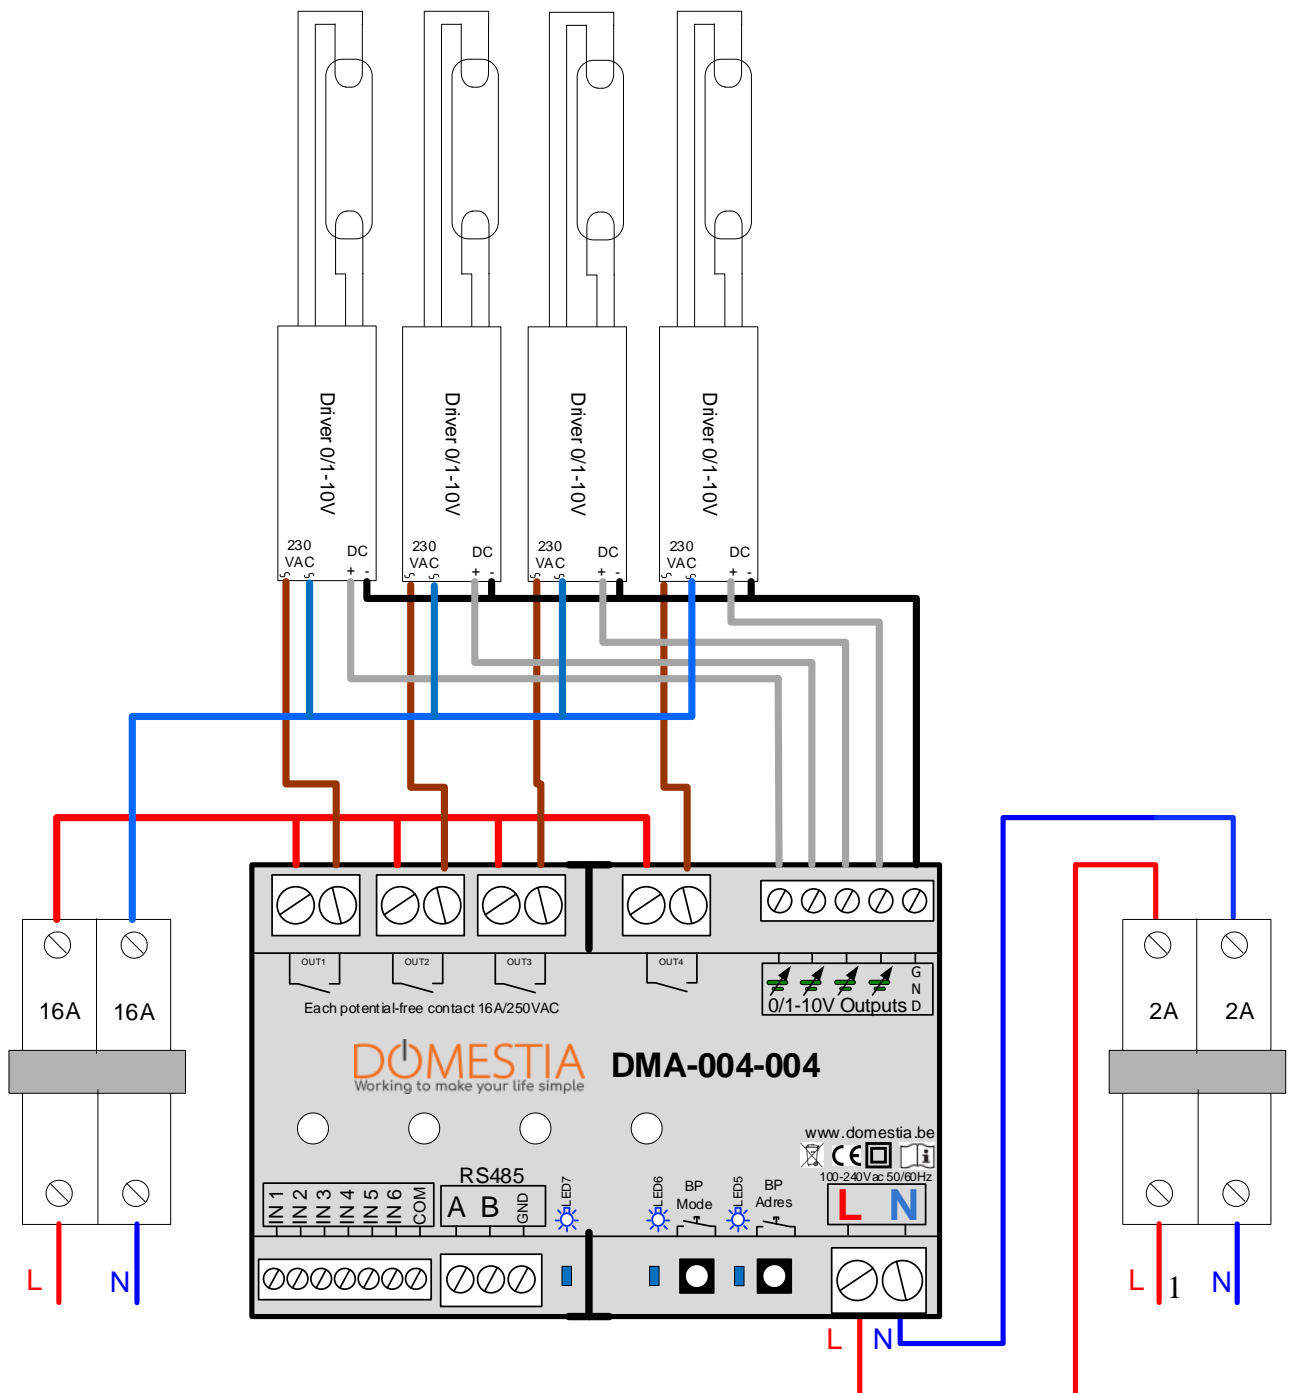 Driver 0/1-10V
Driver 0/1-10V
Driver 0/1-10V
Driver 0/1-10V
230
VAC
DC
+ -
230
VAC
DC
+ -
230
VAC
DC
+ -
230
VAC
DC
+ -
16A 16A
2A 2A
OUT1
OUT2
OUT3
OUT4
GND
0/1-10V Outputs
Each potential-free contact 16A/250VAC
DOMESTIA
Working to make your life simple
DMA-004-004
www.domestia.be
CE
i
100-240Vac 50/60Hz
RS485
IN 1
IN 2
IN 3
IN 4
IN 5
IN 6
COM
A B GND
LED7
LED6
BP
Mode
LED5
BP
Adres
L N
L N
L 1 N
L N